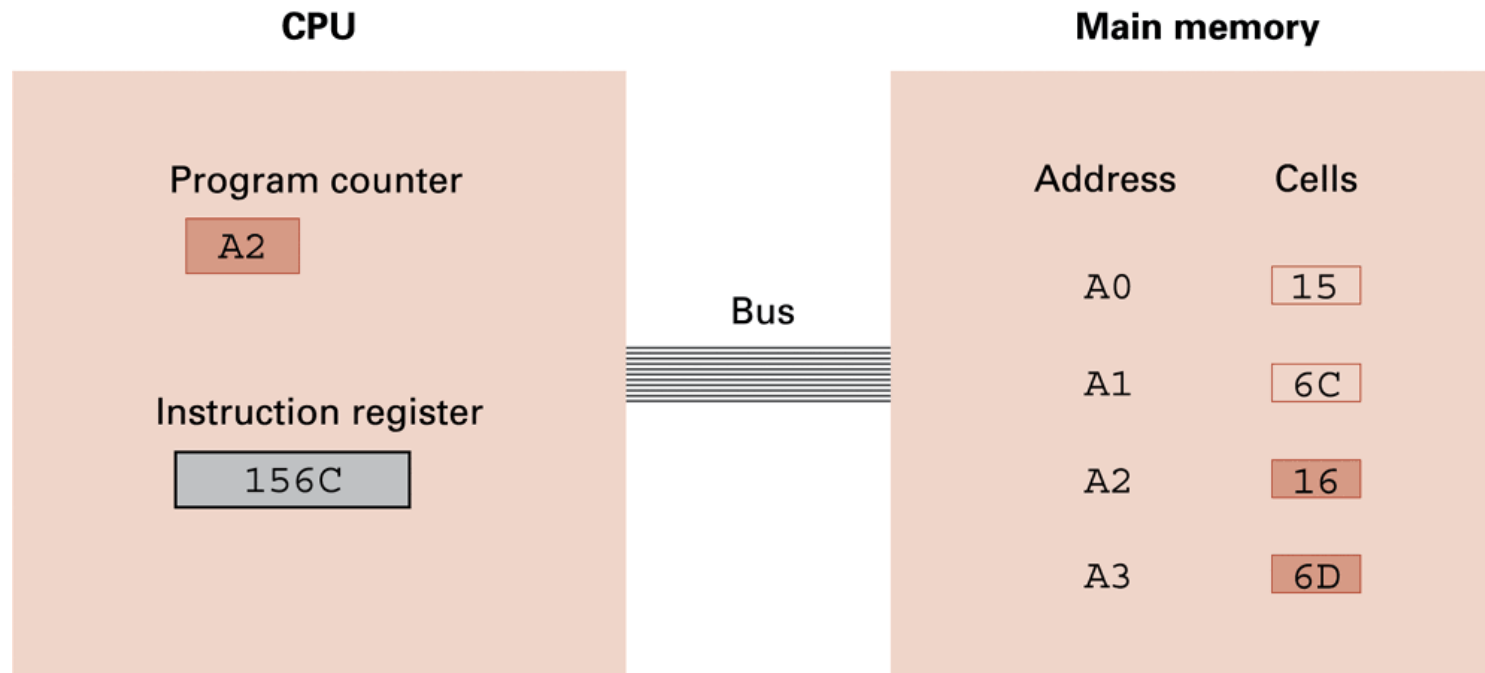 CPU
Main memory
Program counter
A2
Instruction register
156C
Bus
Address Cells
A0 15
A1 6C
A2 16
A3 6D